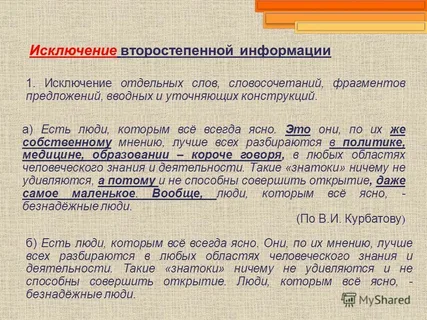 Исключение второстепенной информации
1. Исключение отдельных слов, словосочетаний, фрагментов
предложений, вводных и уточняющих конструкций.
а) Есть люди, которым всё всегда ясно. Это они, по их же
собственному мнению, лучше всех разбираются в политике,
медицине, образовании – короче говоря, в любых областях
человеческого знания и деятельности. Такие «знатоки» ничему не
удивляются, а потому и не способны совершить открытие, даже
самое маленькое. Вообще, люди, которым всё ясно, -
безнадёжные люди.
(По В.И. Курбатову)
б) Есть люди, которым всё всегда ясно. Они, по их мнению, лучше
всех разбираются в любых областях человеческого знания и
деятельности. Такие «знатоки» ничему не удивляются и не
способны совершить открытие. Люди, которым всё ясно, -
безнадёжные люди.
MyShared